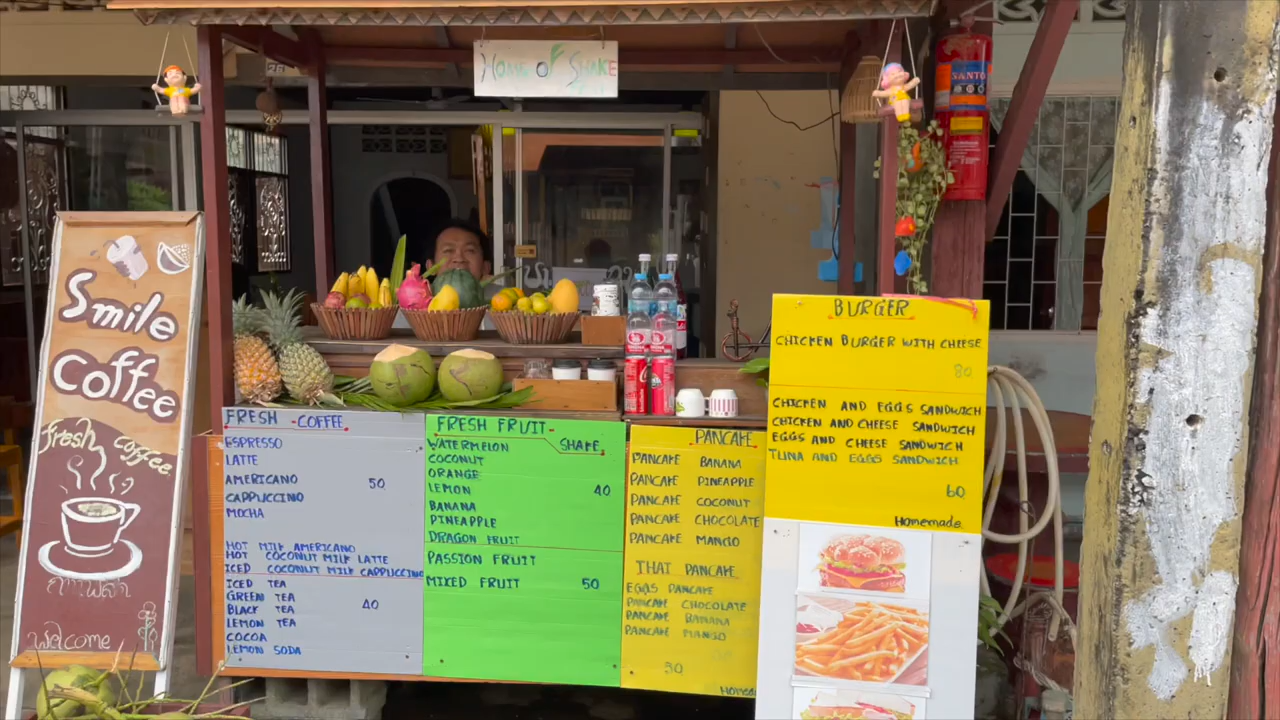 House of Shake
SANTO
Smile
Coffee
fresh coffee
กาแฟสด
welcome
FRESH -COFFEE
ESPRESSO
LATTE
AMERICANO 50
CAPPUCCINO
MOCHA
HOT MILK AMERICANO
HOT COCONUT MILK LATTE
ICED COCONUT MILK CAPPUCCINO
ICED TEA
GREEN TEA
BLACK TEA 40
LEMON TEA
COCOA
LEMON SODA
FRESH FRUIT-
SHAKE
WATERMELON
COCONUT
ORANGE
LEMON 40
BANANA
PINEAPPLE
DRAGON FRUIT
PASSION FRUIT
MIXED FRUIT 50
PANCAKE
PANCAKE BANANA
PANCAKE PINEAPPLE
PANCAKE COCONUT
PANCAKE CHOCOLATE
PANCAKE MANGO
THAI PANCAKE
EGGS PANCAKE
PANCAKE CHOCOLATE
PANCAKE BANANA
PANCAKE MANGO
BURGER
CHICKEN BURGER WITH CHEESE
80
CHICKEN AND EGGS SANDWICH
CHICKEN AND CHEESE SANDWICH
EGGS AND CHEESE SANDWICH
TUNA AND EGGS SANDWICH
60
Homemade